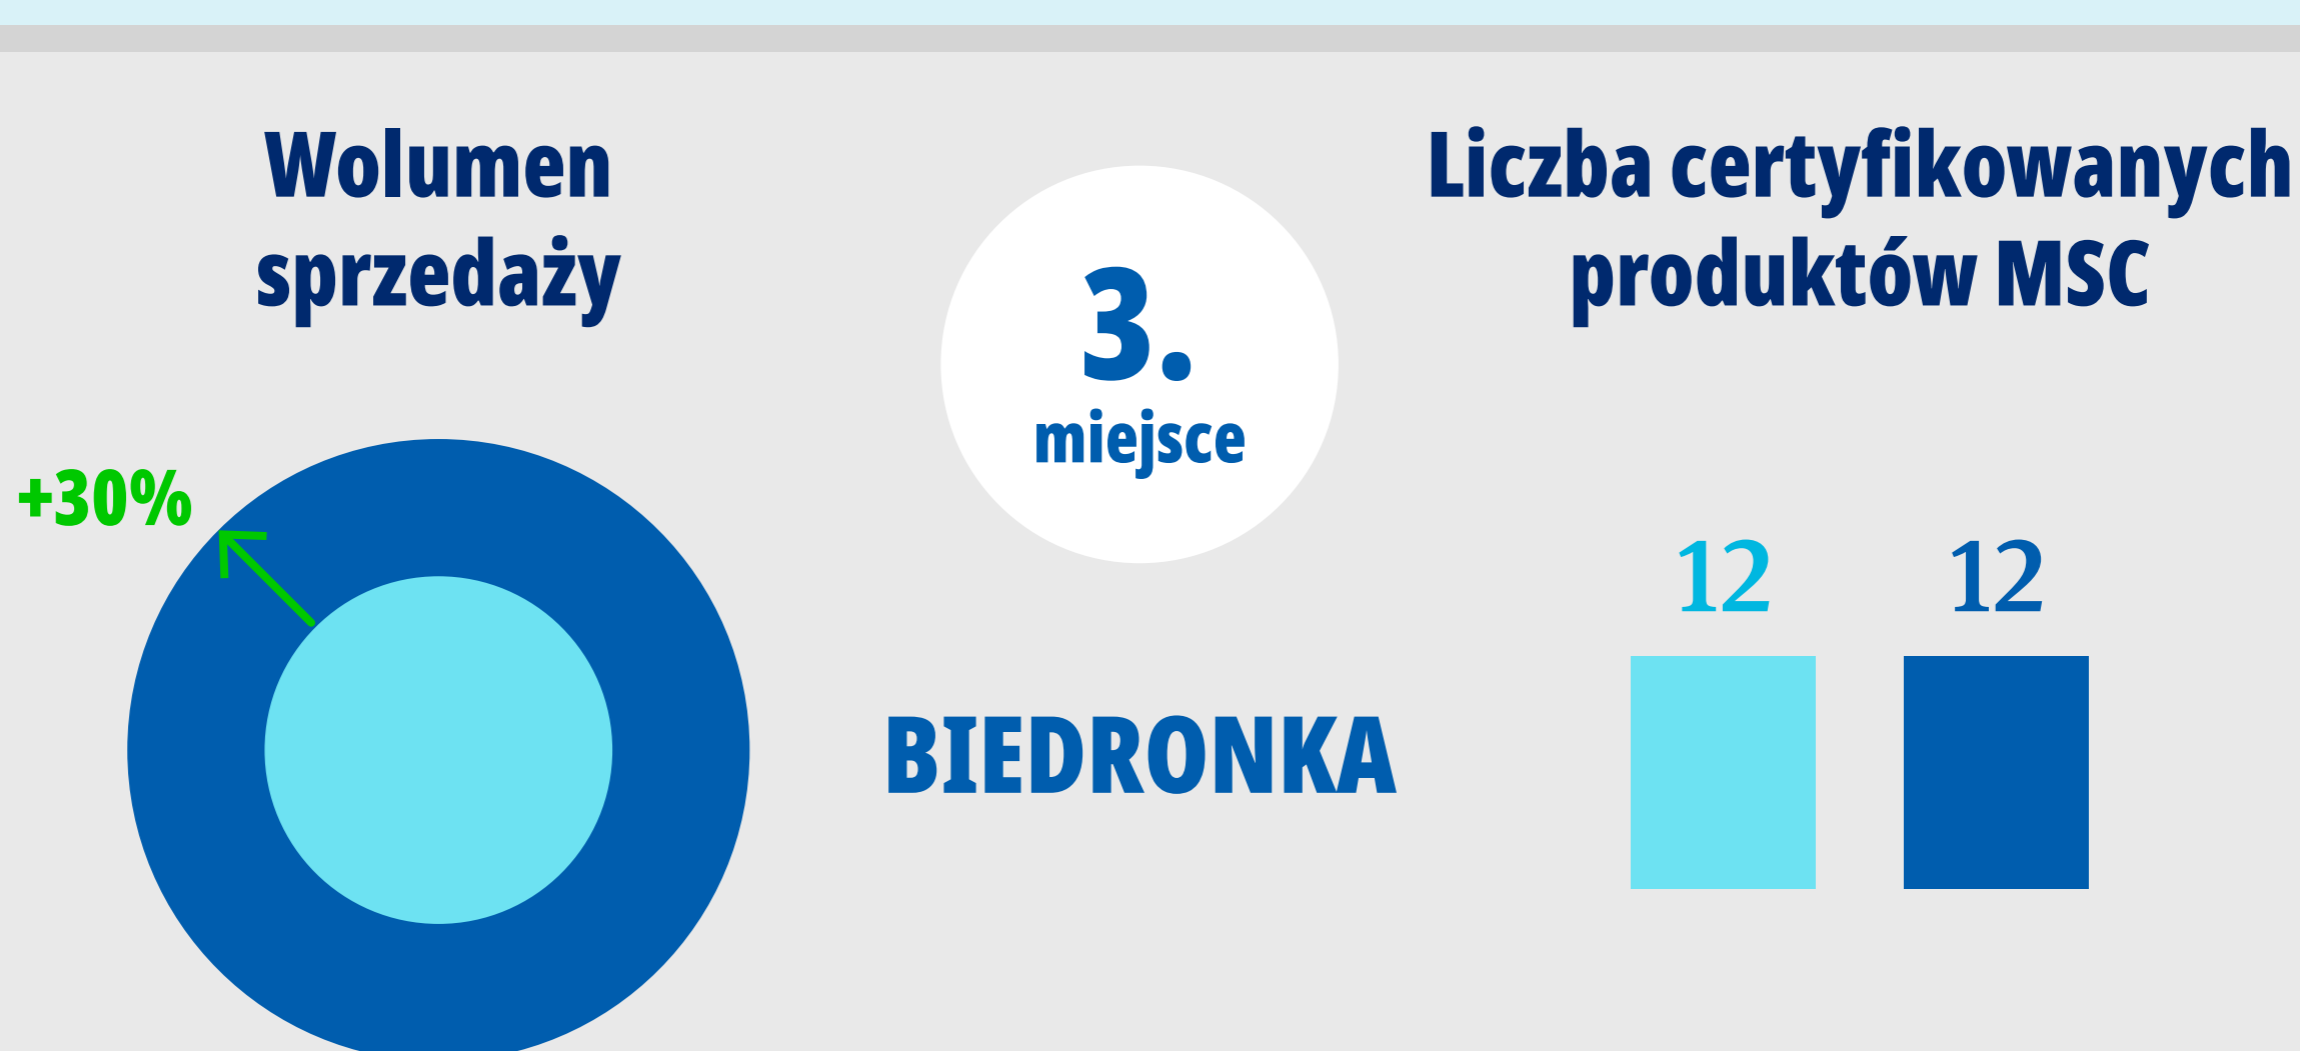 Wolumen
sprzedaży
+30%
3.
miejsce
BIEDRONKA
Liczba certyfikowanych
produktów MSC
12 12